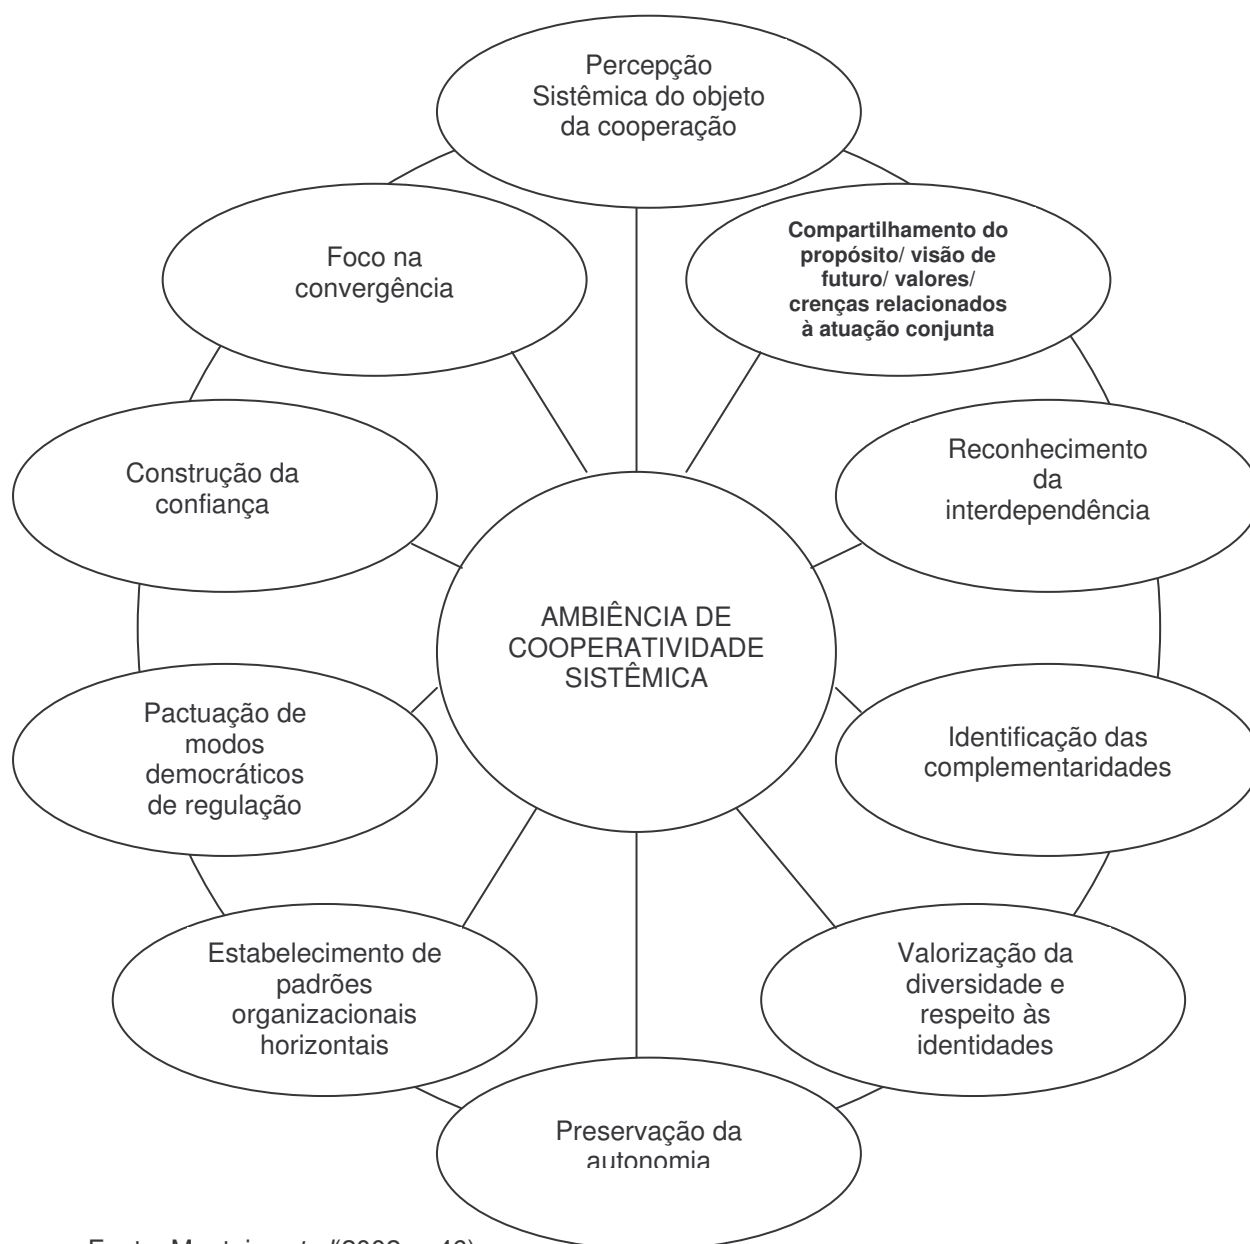 Percepção
Sistêmica do objeto
da cooperação
Compartilhamento do
propósito/ visão de
futuro/ valores/
crenças relacionados
à atuação conjunta
Foco na
convergência
Reconhecimento
da
interdependência
Construção da
confiança
AMBIÊNCIA DE
COOPERATIVIDADE
SISTÊMICA
Identificação das
complementaridades
Pactuação de
modos
democráticos
de regulação
Valorização da
diversidade e
respeito às
identidades
Estabelecimento de
padrões
organizacionais
horizontais
Preservação da
autonomia